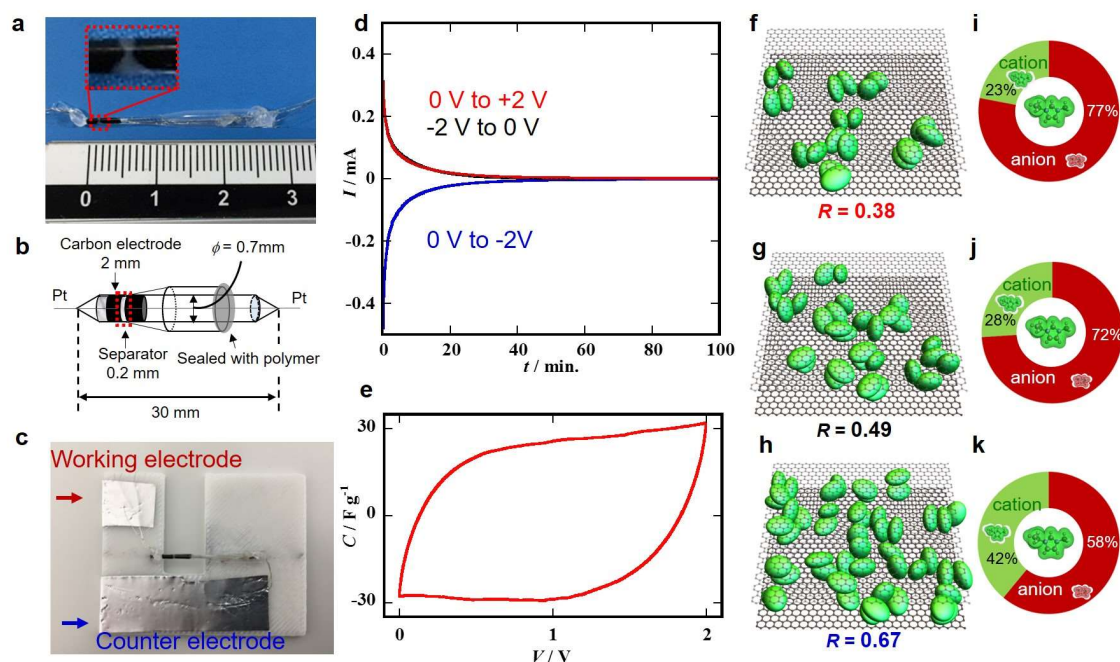 a
0 1 2 3
b
Carbon electrode
2 mm
ϕ = 0.7mm
Pt
Pt
Separator
0.2 mm
Sealed with polymer
30 mm
c
Working electrode
Counter electrode
d
0.4
0.2
0
-0.2
-0.4
I / mA
0 V to +2 V
-2 V to 0 V
0 V to -2V
0 20 40 60 80 100
t / min.
e
30
0
-30
C / F g⁻¹
0 1 2
V / V
f
R = 0.38
g
R = 0.49
h
R = 0.67
i
cation
23%
77%
anion
j
cation
28%
72%
anion
k
cation
42%
58%
anion